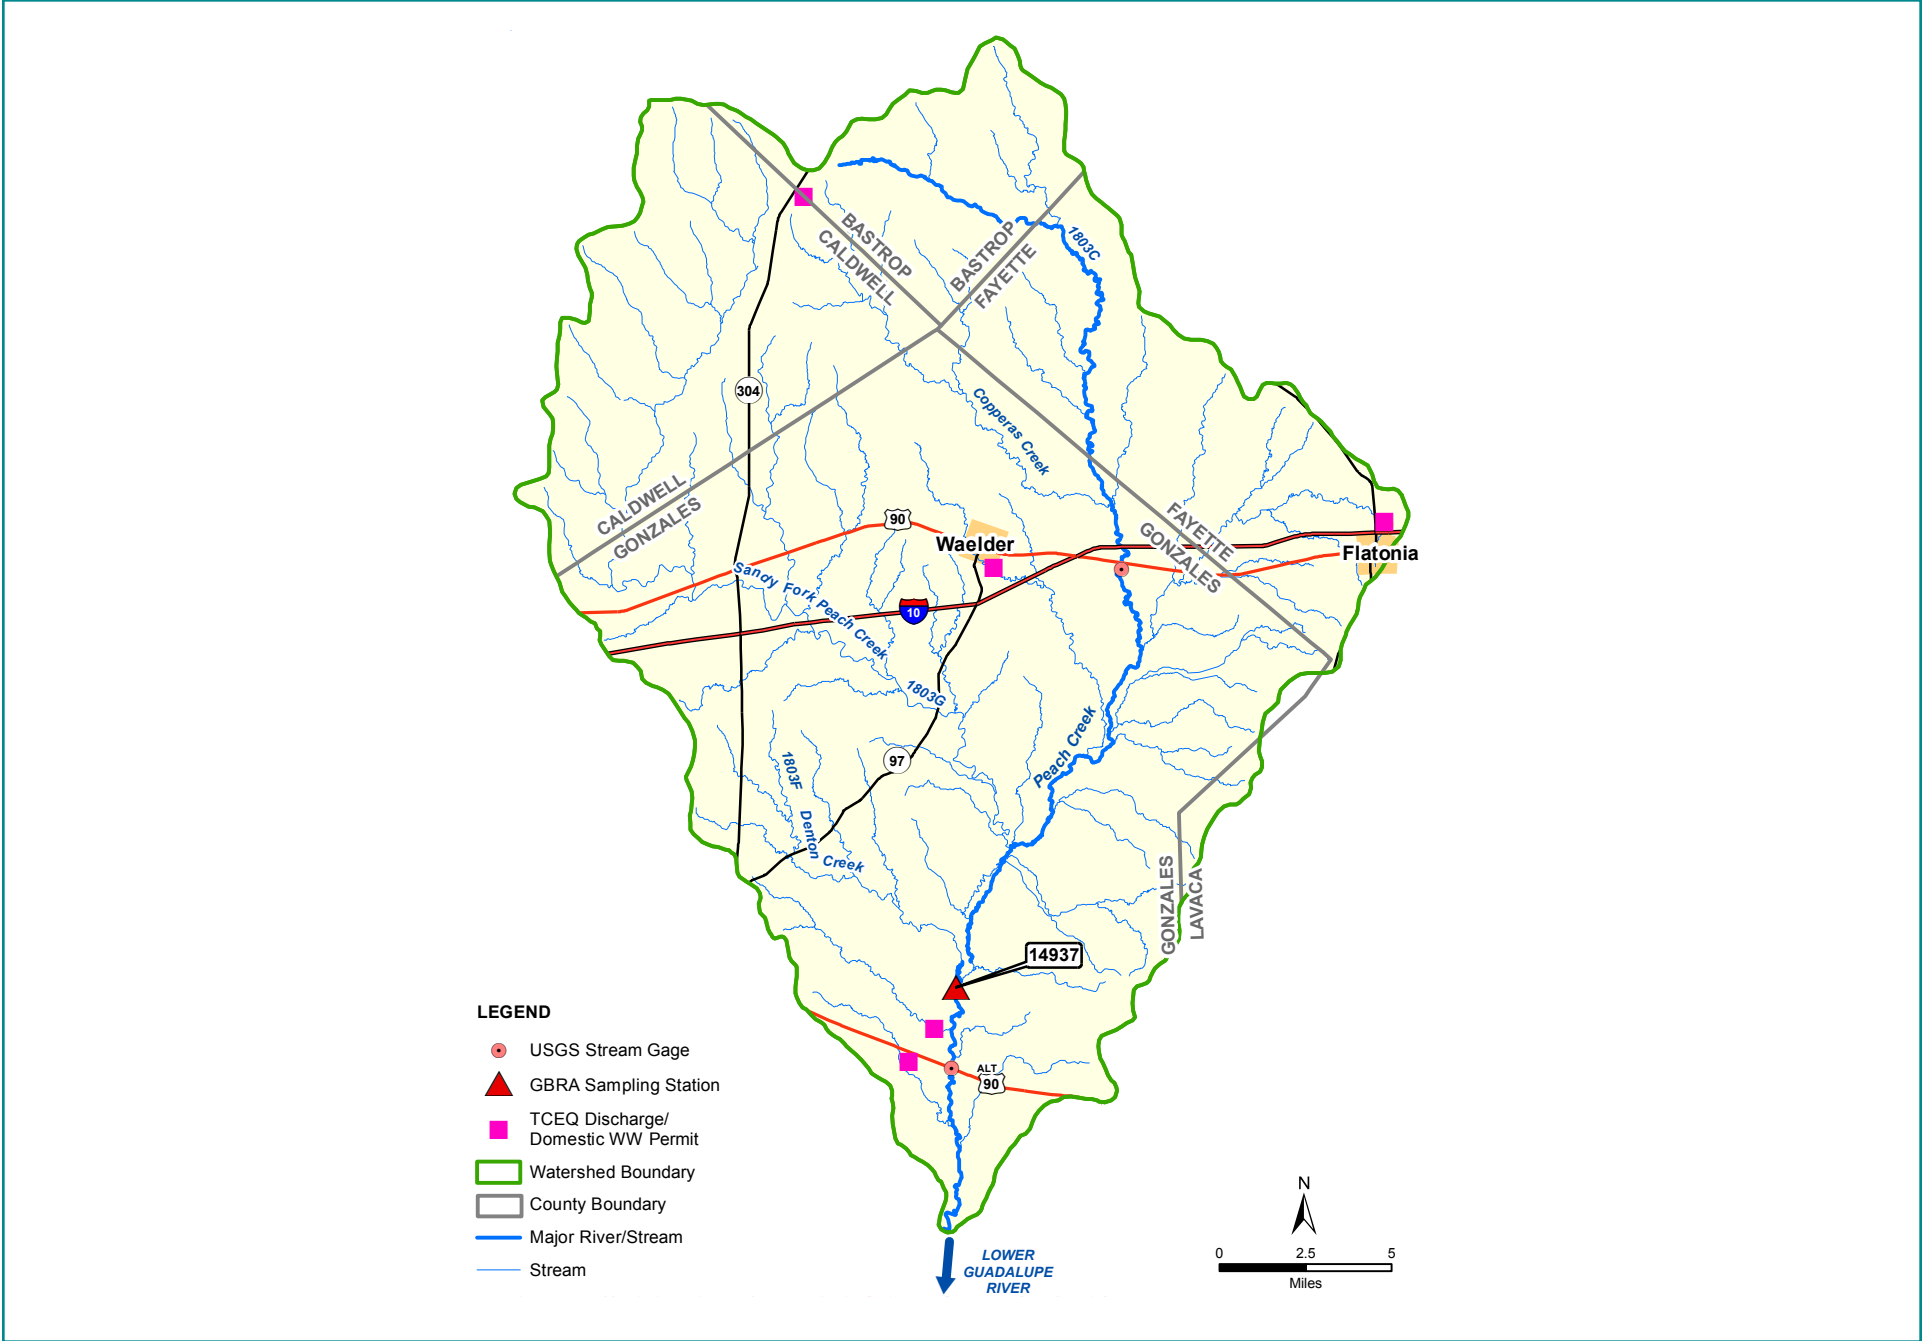 1803C
BASTROP
CALDWELL
BASTROP
FAYETTE
304
Copperas Creek
CALDWELL
GONZALES
90
Waelder
FAYETTE
GONZALES
Flatonia
Sandy Fork Peach Creek
10
1803G
Peach Creek
97
1803F
Denton Creek
GONZALES
LAVACA
14937
ALT
90
LEGEND
USGS Stream Gage
GBRA Sampling Station
TCEQ Discharge/
Domestic WW Permit
Watershed Boundary
County Boundary
Major River/Stream
Stream
LOWER
GUADALUPE
RIVER
N
0 2.5 5
Miles